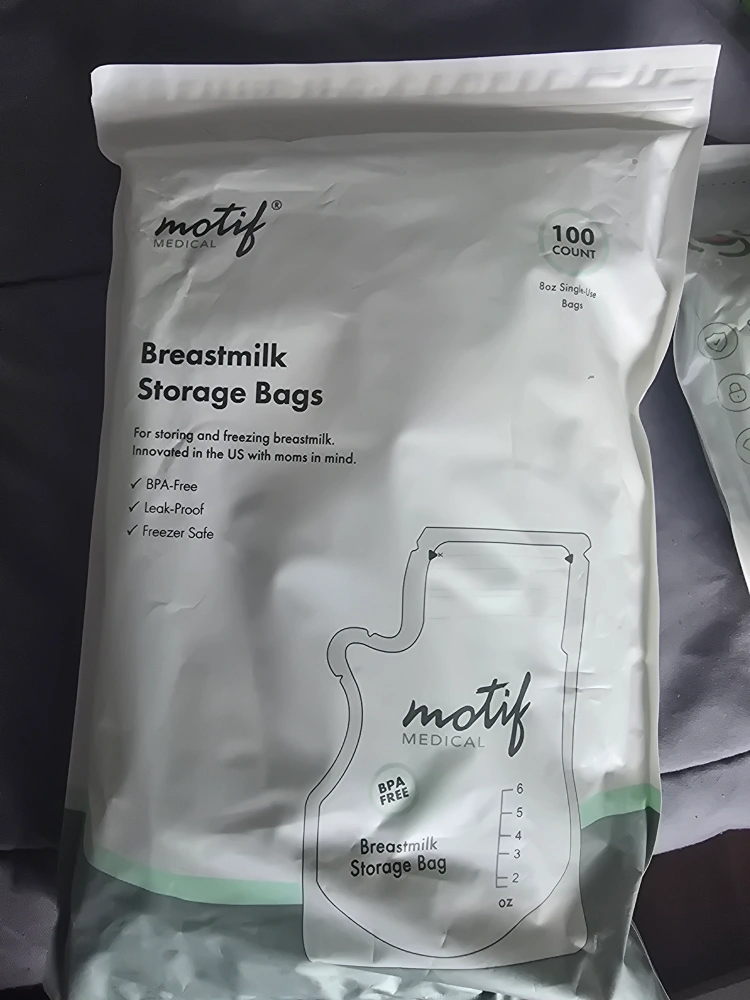 motif®
MEDICAL
100
COUNT
8oz Single-Use
Bags
Breastmilk
Storage Bags
For storing and freezing breastmilk.
Innovated in the US with moms in mind.
✓ BPA-Free
✓ Leak-Proof
✓ Freezer Safe
motif
MEDICAL
BPA
FREE
Breastmilk
Storage Bag
6
5
4
3
2
oz